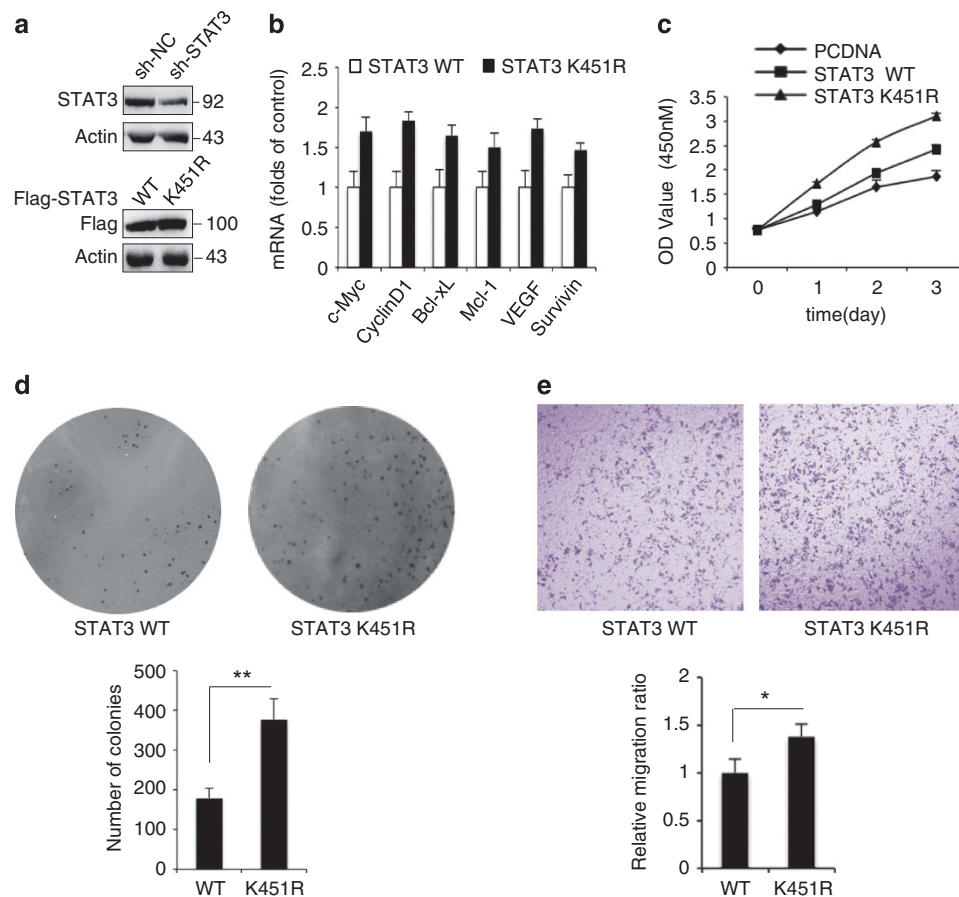 a
sh-NC
sh-STAT3
STAT3
92
Actin
43
Flag-STAT3
WT
K451R
Flag
100
Actin
43
b
STAT3 WT
STAT3 K451R
mRNA (folds of control)
2.5
2
1.5
1
0.5
0
c-Myc
CyclinD1
Bcl-xL
Mcl-1
VEGF
Survivin
c
PCDNA
STAT3 WT
STAT3 K451R
OD Value (450nM)
3.5
3
2.5
2
1.5
1
0.5
0
0 1 2 3
time(day)
d
STAT3 WT
STAT3 K451R
Number of colonies
500
400
300
200
100
0
**
WT
K451R
e
STAT3 WT
STAT3 K451R
Relative migration ratio
2
1.5
1
0.5
0
*
WT
K451R